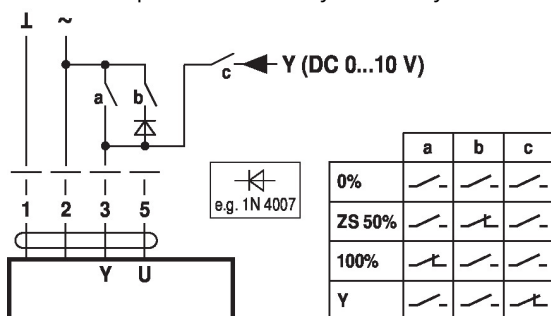 ⊥ ~
a b c Y (DC 0...10 V)
1 2 3 5
Y U
e.g. 1N 4007
a b c
0%
ZS 50%
100%
Y